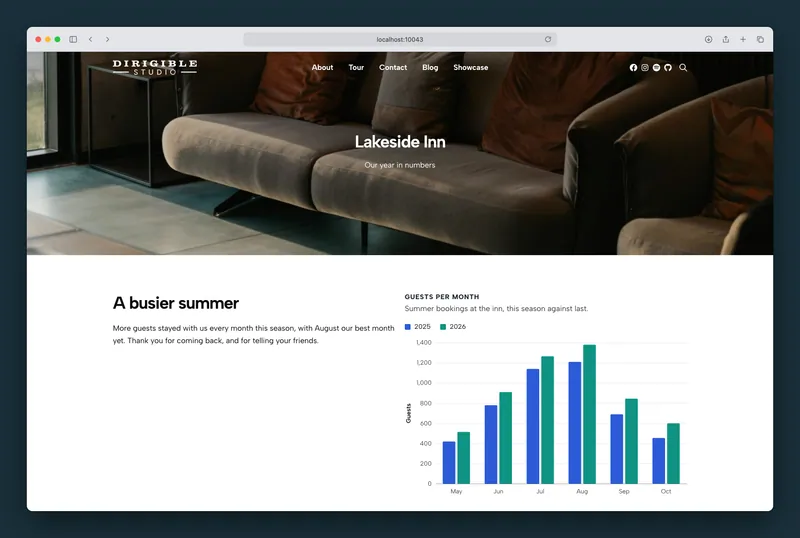 localhost:10043
DIRIGIBLE
STUDIO
About Tour Contact Blog Showcase
Lakeside Inn
Our year in numbers
A busier summer
More guests stayed with us every month this season, with August our best month
yet. Thank you for coming back, and for telling your friends.
GUESTS PER MONTH
Summer bookings at the inn, this season against last.
2025 2026
Guests
1,400
1,200
1,000
800
600
400
200
0
May Jun Jul Aug Sep Oct